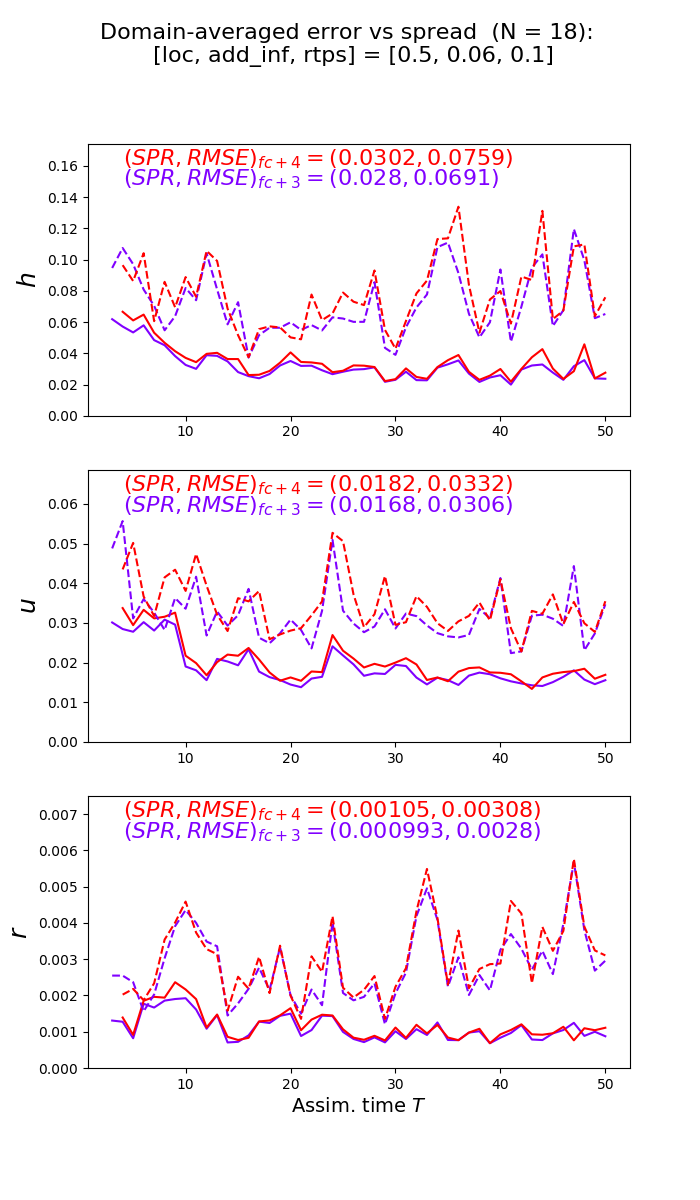 Domain-averaged error vs spread (N = 18):
[loc, add_inf, rtps] = [0.5, 0.06, 0.1]
(SPR, RMSE)fc+4 = (0.0302, 0.0759)
(SPR, RMSE)fc+3 = (0.028, 0.0691)
0.16
0.14
0.12
0.10
0.08
0.06
0.04
0.02
0.00
h
10 20 30 40 50
(SPR, RMSE)fc+4 = (0.0182, 0.0332)
(SPR, RMSE)fc+3 = (0.0168, 0.0306)
0.06
0.05
0.04
0.03
0.02
0.01
0.00
u
10 20 30 40 50
(SPR, RMSE)fc+4 = (0.00105, 0.00308)
(SPR, RMSE)fc+3 = (0.000993, 0.0028)
0.007
0.006
0.005
0.004
0.003
0.002
0.001
0.000
r
10 20 30 40 50
Assim. time T